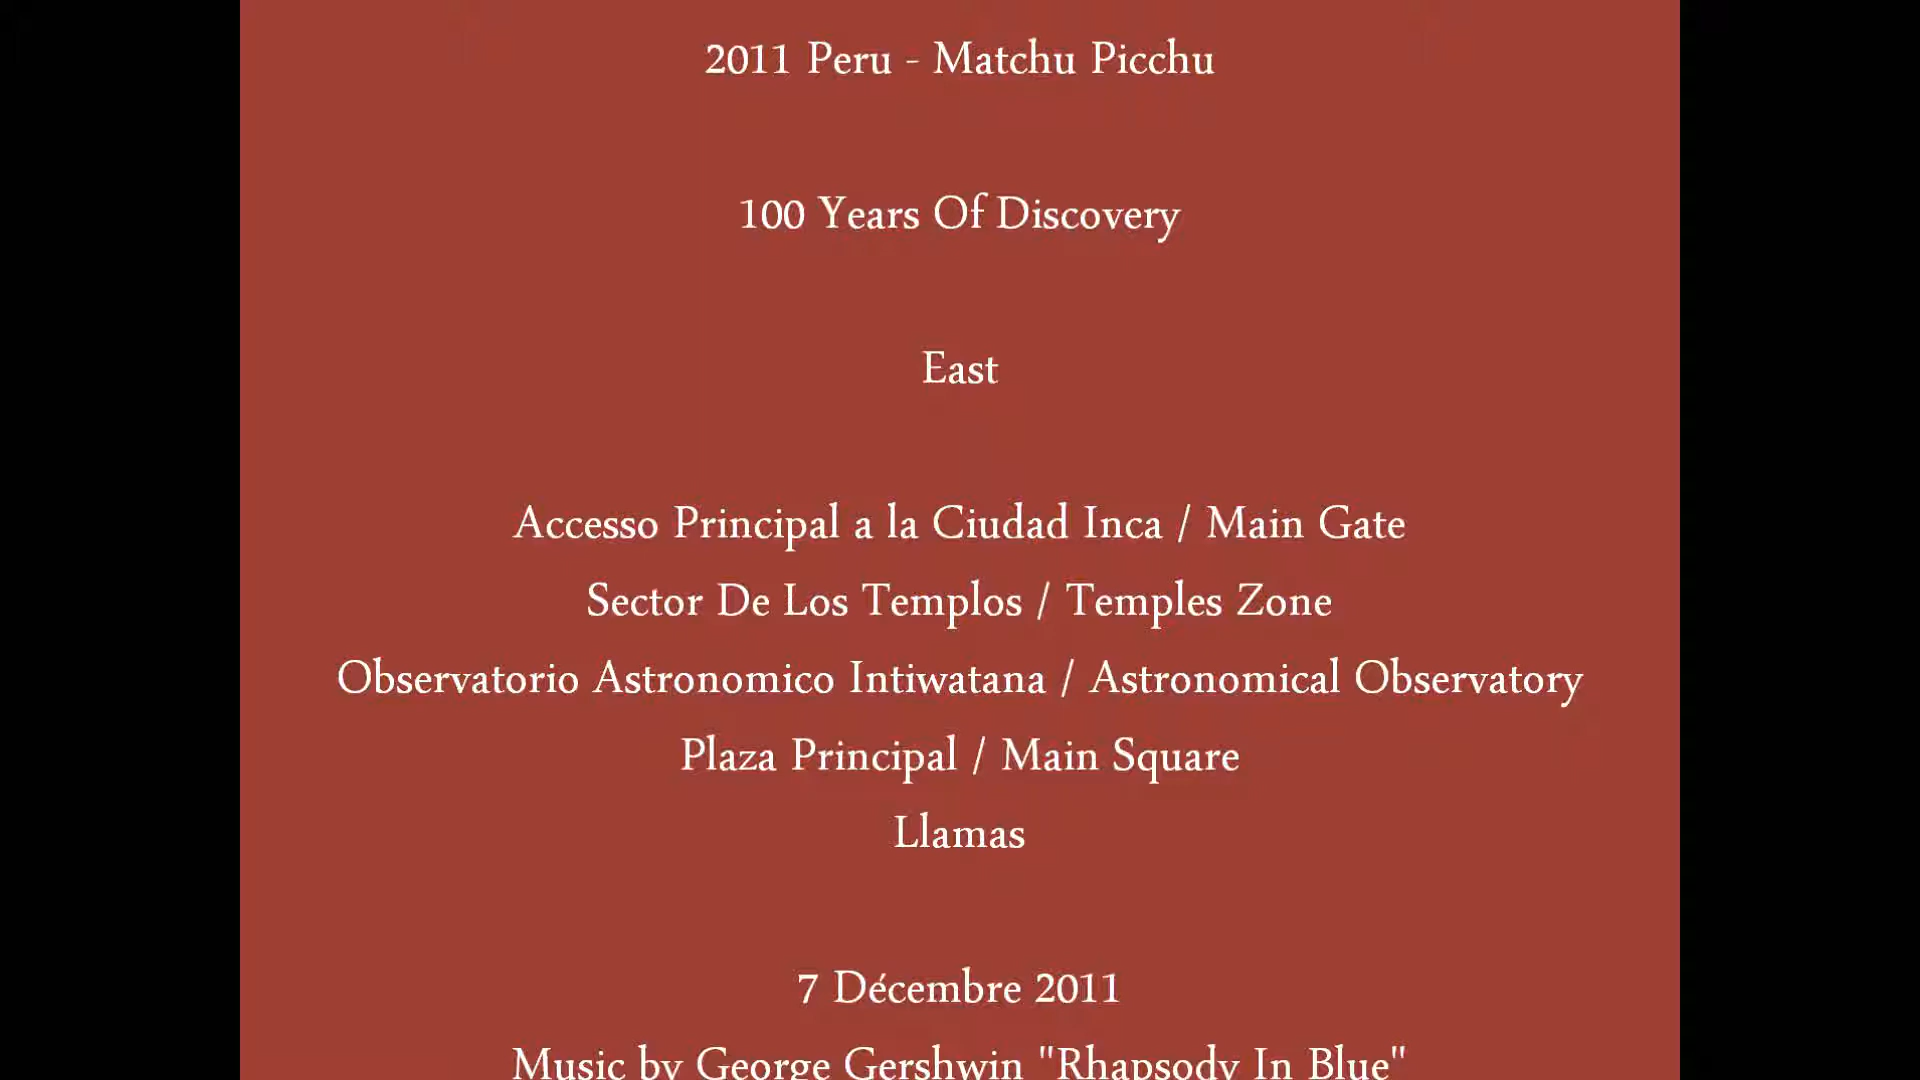 2011 Peru - Matchu Picchu
100 Years Of Discovery
East
Accesso Principal a la Ciudad Inca / Main Gate
Sector De Los Templos / Temples Zone
Observatorio Astronomico Intiwatana / Astronomical Observatory
Plaza Principal / Main Square
Llamas
7 Décembre 2011
Music by George Gershwin "Rhapsody In Blue"